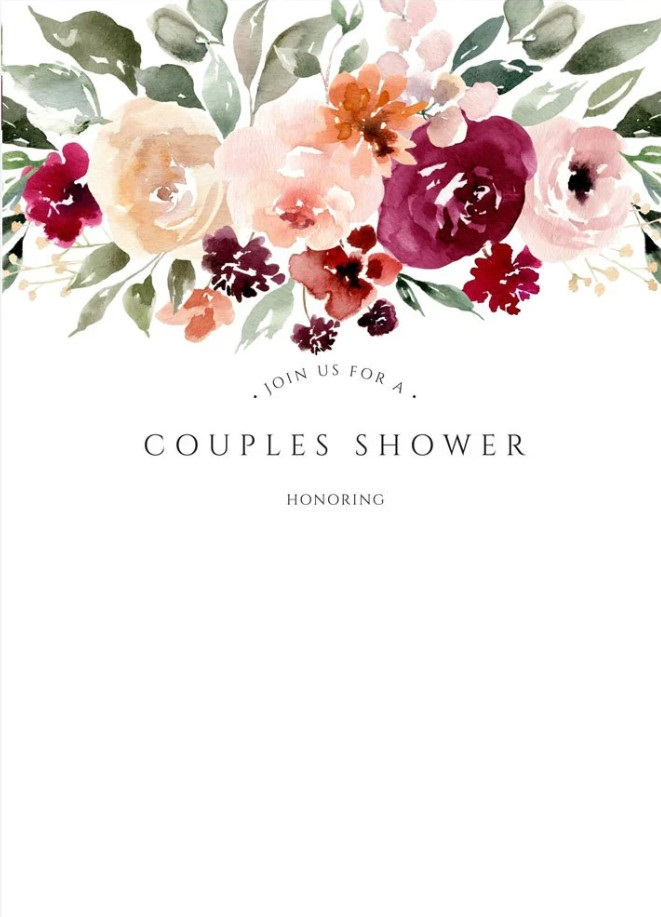 • JOIN US FOR A •
COUPLES SHOWER
HONORING